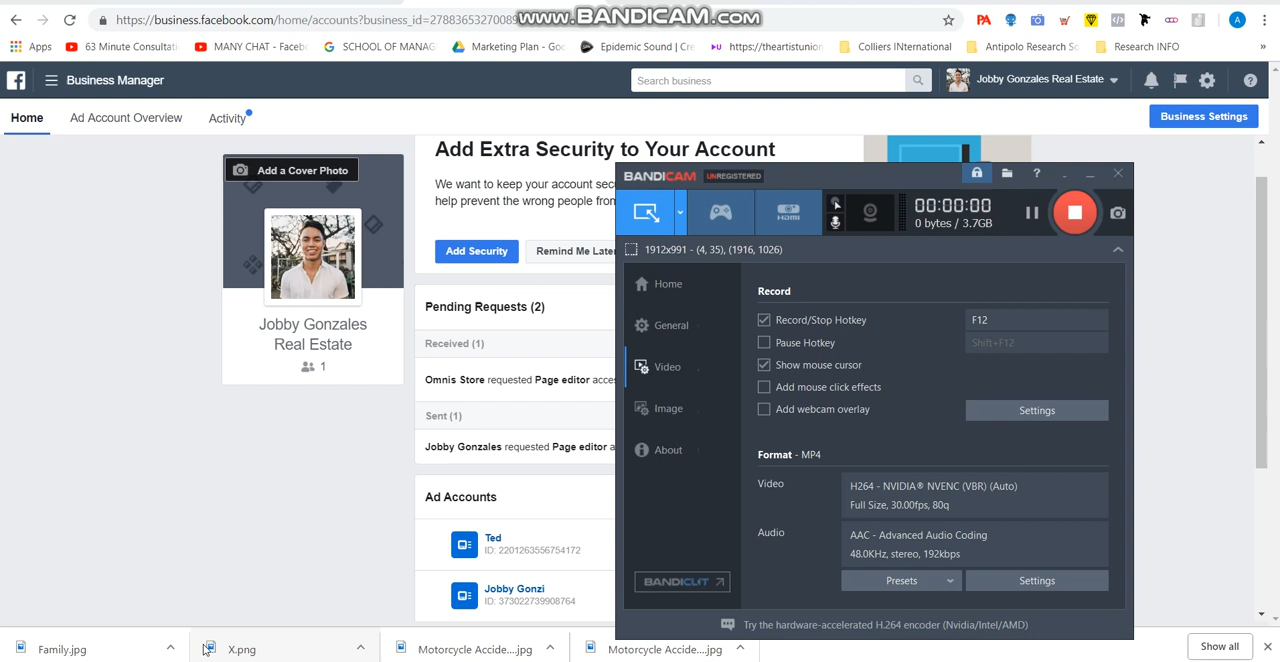 https://business.facebook.com/home/accounts?business_id=27883653270089
www.BANDICAM.com
PA
A
Apps
63 Minute Consultati
MANY CHAT - Faceb
SCHOOL OF MANAG
Marketing Plan - Goo
Epidemic Sound | Cre
https://theartistunion
Colliers INternational
Antipolo Research So
Research INFO
»
Business Manager
Search business
Jobby Gonzales Real Estate
Home
Ad Account Overview
Activity
Business Settings
Add a Cover Photo
Jobby Gonzales
Real Estate
1
Add Extra Security to Your Account
We want to keep your account sec
help prevent the wrong people from
Add Security
Remind Me Later
Pending Requests (2)
Received (1)
Omnis Store requested Page editor acces
Sent (1)
Jobby Gonzales requested Page editor a
Ad Accounts
Ted
ID: 2201263556754172
Jobby Gonzi
ID: 373022739908764
BANDICAM UNREGISTERED
HDMI
00:00:00
0 bytes / 3.7GB
1912x991 - (4, 35), (1916, 1026)
Home
General
Video
Image
About
BANDICUT
Record
Record/Stop Hotkey
F12
Pause Hotkey
Shift+F12
Show mouse cursor
Add mouse click effects
Add webcam overlay
Settings
Format - MP4
Video
H264 - NVIDIA® NVENC (VBR) (Auto)
Full Size, 30.00fps, 80q
Audio
AAC - Advanced Audio Coding
48.0KHz, stereo, 192kbps
Presets
Settings
Try the hardware-accelerated H.264 encoder (Nvidia/Intel/AMD)
Family.jpg
X.png
Motorcycle Accide....jpg
Motorcycle Accide....jpg
Show all